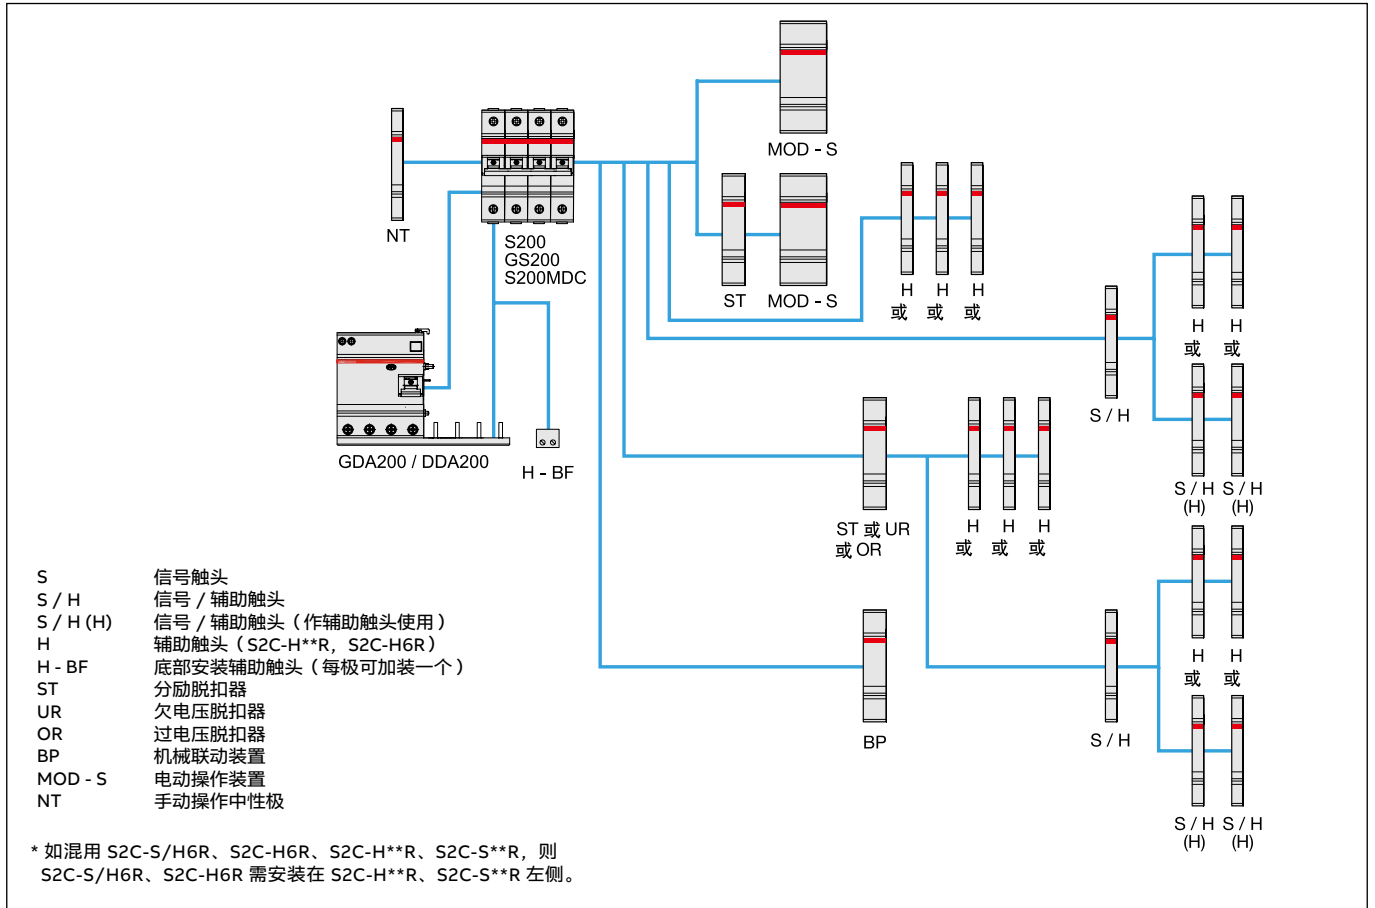 MOD - S
NT
S200
GS200
S200MDC
ST
MOD - S
H
或
H
或
H
或
H
或
H
或
S / H
S / H
(H)
S / H
(H)
GDA200 / DDA200
H - BF
ST 或 UR
或 OR
H
或
H
或
H
或
BP
S / H
H
或
H
或
S / H
(H)
S / H
(H)
S 信号触头
S / H 信号 / 辅助触头
S / H (H) 信号 / 辅助触头（作辅助触头使用）
H 辅助触头（S2C-H**R，S2C-H6R）
H - BF 底部安装辅助触头（每极可加装一个）
ST 分励脱扣器
UR 欠电压脱扣器
OR 过电压脱扣器
BP 机械联动装置
MOD - S 电动操作装置
NT 手动操作中性极
* 如混用 S2C-S/H6R、S2C-H6R、S2C-H**R、S2C-S**R，则
S2C-S/H6R、S2C-H6R 需安装在 S2C-H**R、S2C-S**R 左侧。